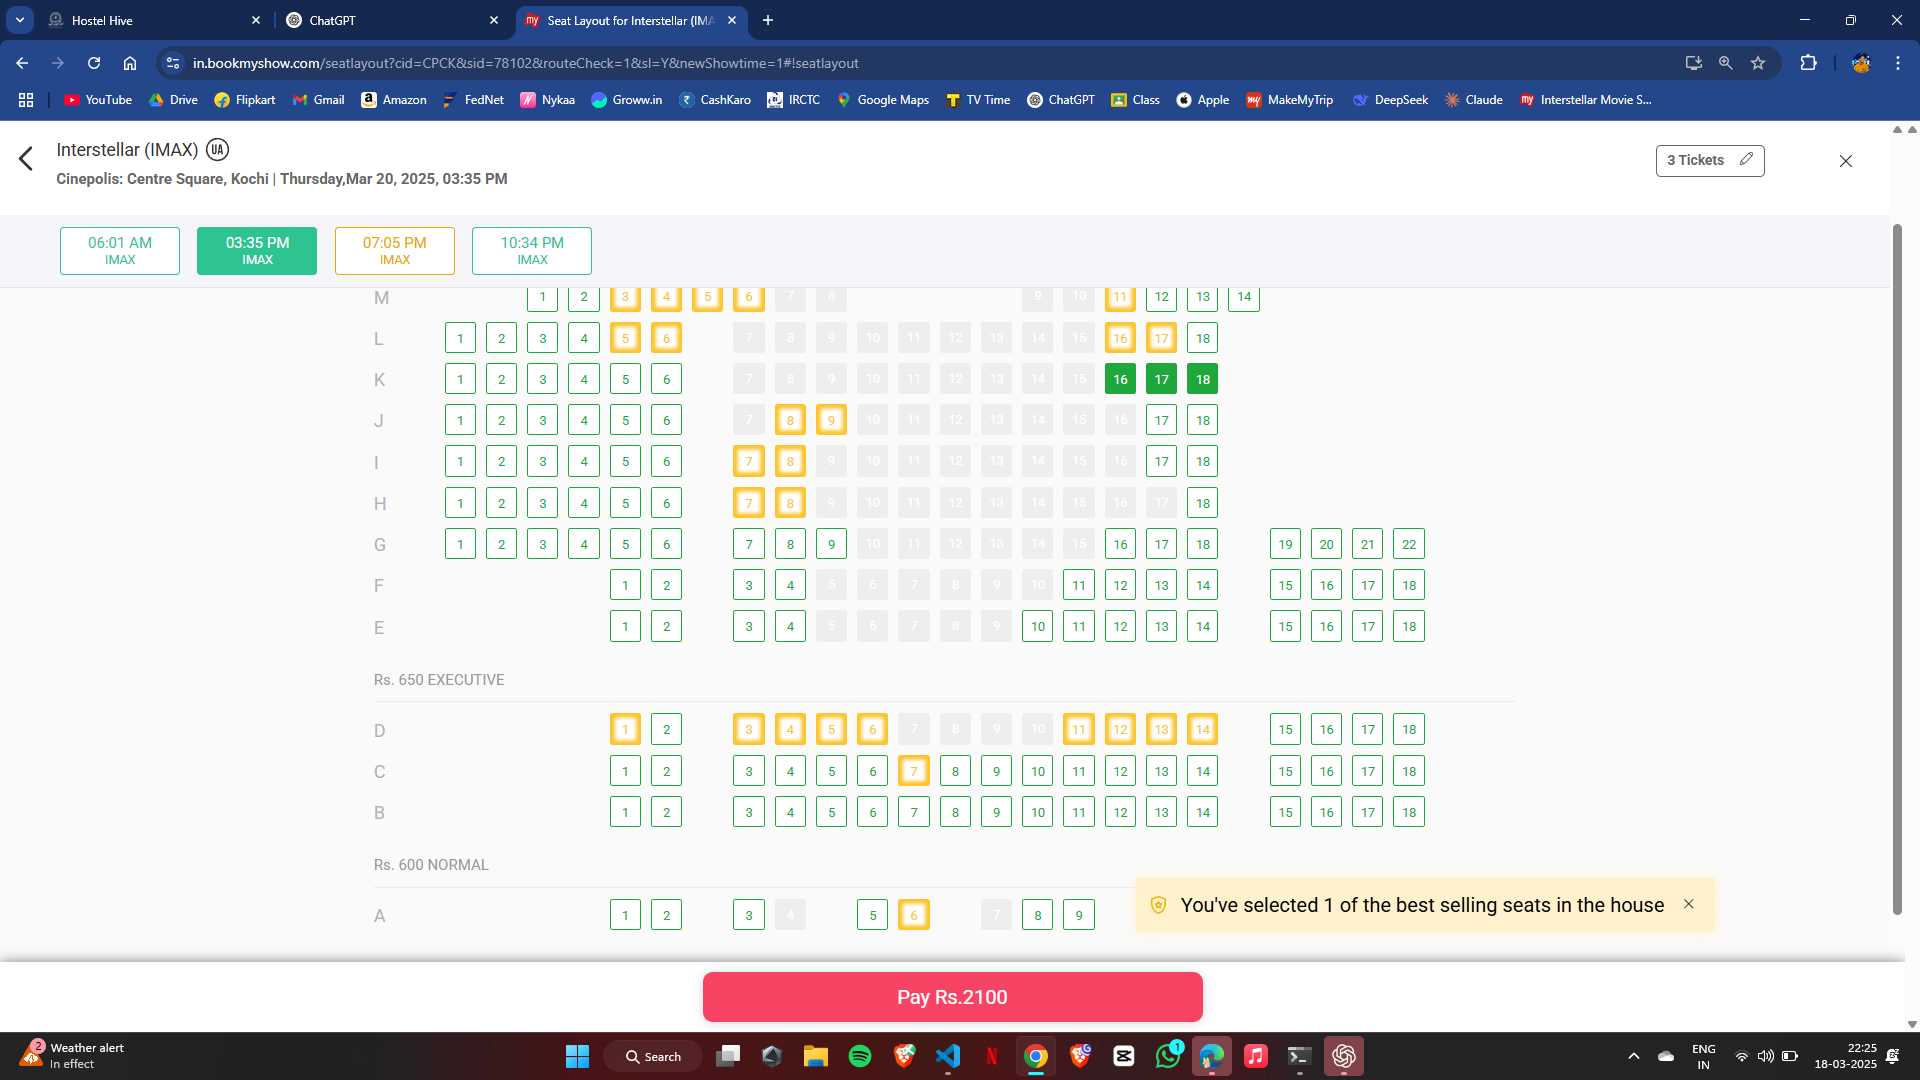 Hostel Hive
ChatGPT
my Seat Layout for Interstellar (IMA
in.bookmyshow.com/seatlayout?cid=CPCK&sid=78102&routeCheck=1&sl=Y&newShowtime=1#!seatlayout
YouTube Drive Flipkart Gmail Amazon FedNet Nykaa Groww.in CashKaro IRCTC Google Maps TV Time ChatGPT Class Apple MakeMyTrip DeepSeek Claude my Interstellar Movie S...
Interstellar (IMAX) UA
Cinepolis: Centre Square, Kochi | Thursday,Mar 20, 2025, 03:35 PM
3 Tickets
06:01 AM 03:35 PM 07:05 PM 10:34 PM
IMAX IMAX IMAX IMAX
M 1 2 3 4 5 6 7 8 9 10 11 12 13 14
L 1 2 3 4 5 6 7 8 9 10 11 12 13 14 15 16 17 18
K 1 2 3 4 5 6 7 8 9 10 11 12 13 14 15 16 17 18
J 1 2 3 4 5 6 7 8 9 10 11 12 13 14 15 16 17 18
I 1 2 3 4 5 6 7 8 9 10 11 12 13 14 15 16 17 18
H 1 2 3 4 5 6 7 8 9 10 11 12 13 14 15 16 17 18
G 1 2 3 4 5 6 7 8 9 10 11 12 13 14 15 16 17 18 19 20 21 22
F 1 2 3 4 5 6 7 8 9 10 11 12 13 14 15 16 17 18
E 1 2 3 4 5 6 7 8 9 10 11 12 13 14 15 16 17 18
Rs. 650 EXECUTIVE
D 1 2 3 4 5 6 7 8 9 10 11 12 13 14 15 16 17 18
C 1 2 3 4 5 6 7 8 9 10 11 12 13 14 15 16 17 18
B 1 2 3 4 5 6 7 8 9 10 11 12 13 14 15 16 17 18
Rs. 600 NORMAL
A 1 2 3 4 5 6 7 8 9
You've selected 1 of the best selling seats in the house
Pay Rs.2100
2 Weather alert
In effect
Search
1
ENG
IN
22:25
18-03-2025